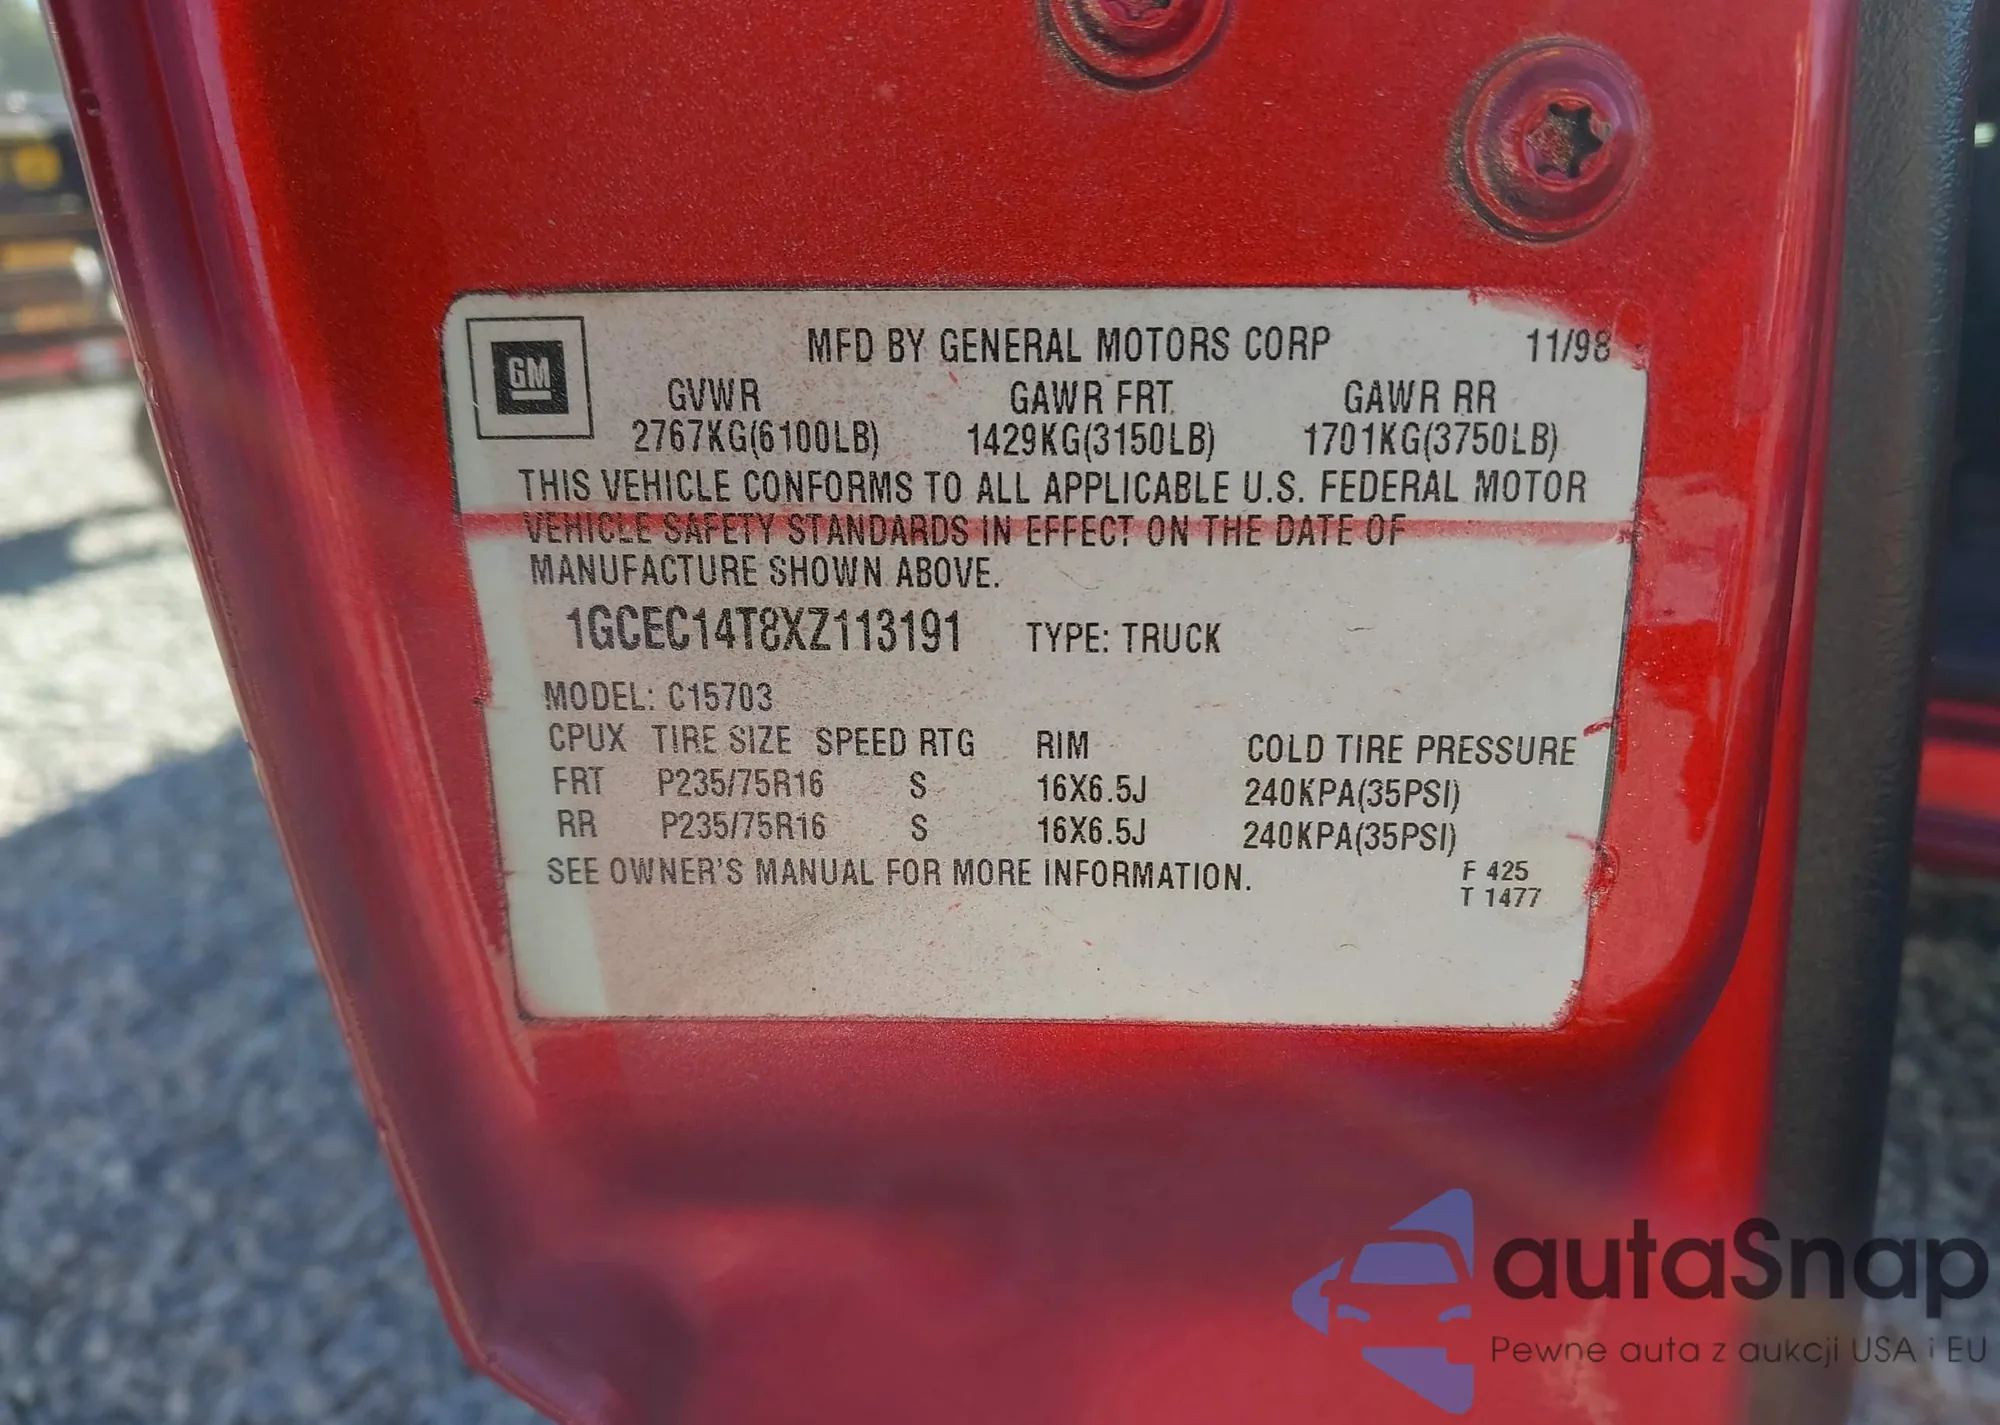 GM
MFD BY GENERAL MOTORS CORP 11/98
GVWR GAWR FRT GAWR RR
2767KG(6100LB) 1429KG(3150LB) 1701KG(3750LB)
THIS VEHICLE CONFORMS TO ALL APPLICABLE U.S. FEDERAL MOTOR
VEHICLE SAFETY STANDARDS IN EFFECT ON THE DATE OF
MANUFACTURE SHOWN ABOVE.
1GCEC14T8XZ113191 TYPE: TRUCK
MODEL: C15703
CPUX TIRE SIZE SPEED RTG RIM COLD TIRE PRESSURE
FRT P235/75R16 S 16X6.5J 240KPA(35PSI)
RR P235/75R16 S 16X6.5J 240KPA(35PSI)
SEE OWNER'S MANUAL FOR MORE INFORMATION.
F 425
T 1477
autaSnap
Pewne auta z aukcji USA i EU